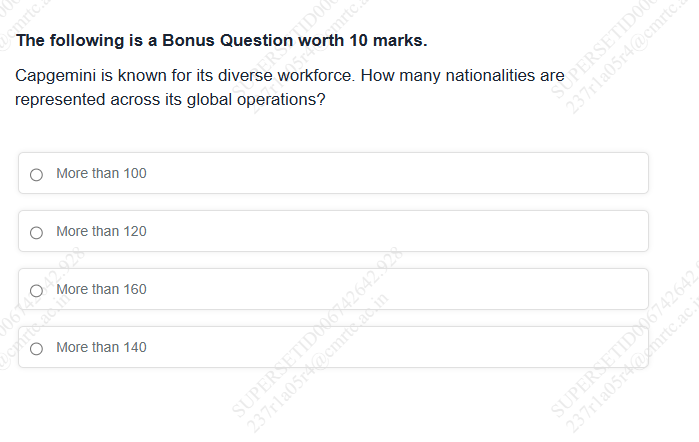 The following is a Bonus Question worth 10 marks.
Capgemini is known for its diverse workforce. How many nationalities are
represented across its global operations?
More than 100
More than 120
More than 160
More than 140
SUPERSETID006742642:928
237r1a05r4@cmrtc.ac.in